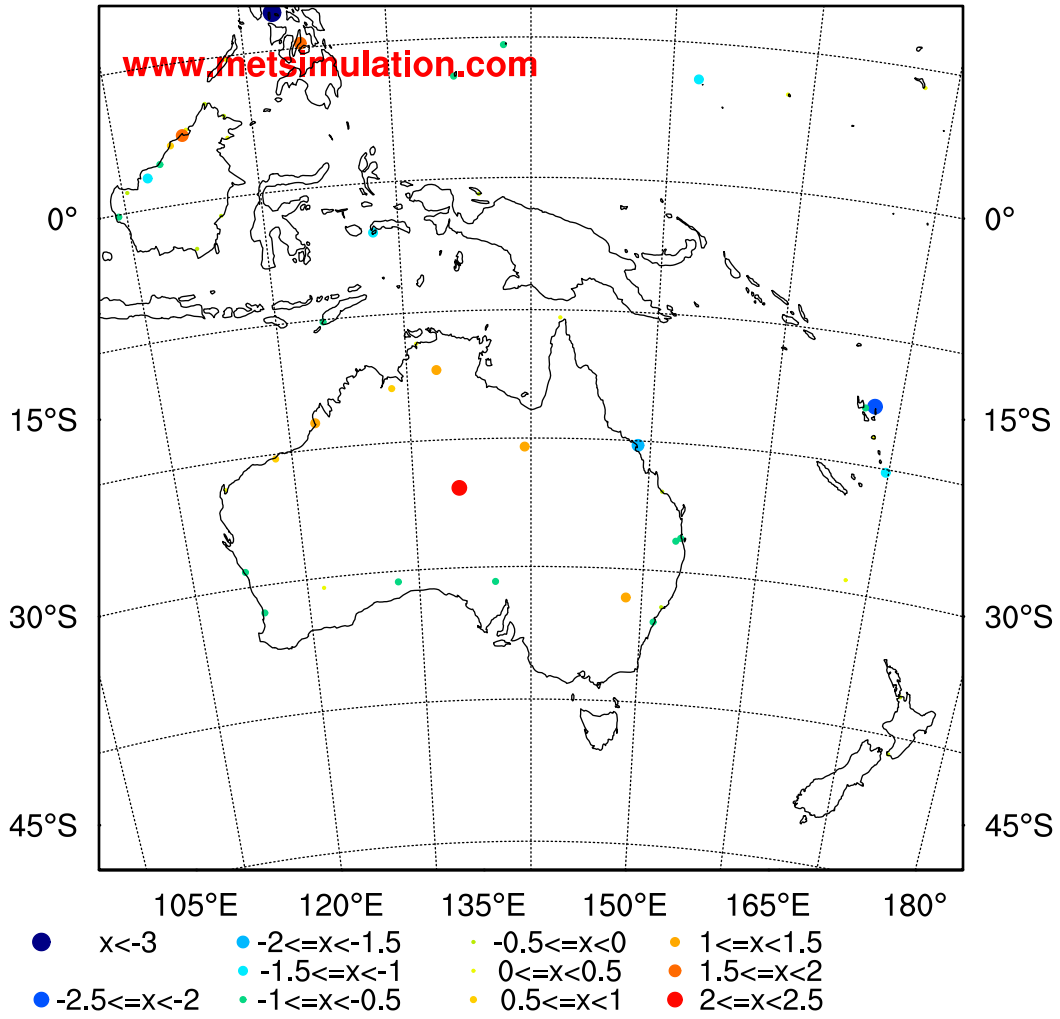 www.metsimulation.com
0° 0°
15°S 15°S
30°S 30°S
45°S 45°S
105°E 120°E 135°E 150°E 165°E 180°
x<-3 -2<=x<-1.5 -0.5<=x<0 1<=x<1.5
-1.5<=x<-1 0<=x<0.5 1.5<=x<2
-2.5<=x<-2 -1<=x<-0.5 0.5<=x<1 2<=x<2.5